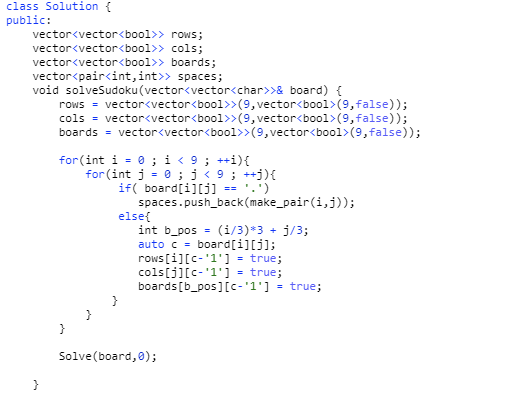 class Solution {
public:
    vector<vector<bool>> rows;
    vector<vector<bool>> cols;
    vector<vector<bool>> boards;
    vector<pair<int,int>> spaces;
    void solveSudoku(vector<vector<char>>& board) {
        rows = vector<vector<bool>>(9,vector<bool>(9,false));
        cols = vector<vector<bool>>(9,vector<bool>(9,false));
        boards = vector<vector<bool>>(9,vector<bool>(9,false));

        for(int i = 0 ; i < 9 ; ++i){
            for(int j = 0 ; j < 9 ; ++j){
                 if( board[i][j] == '.')
                    spaces.push_back(make_pair(i,j));
                 else{
                    int b_pos = (i/3)*3 + j/3;
                    auto c = board[i][j];
                    rows[i][c-'1'] = true;
                    cols[j][c-'1'] = true;
                    boards[b_pos][c-'1'] = true;
                }
            }
        }

        Solve(board,0);

    }